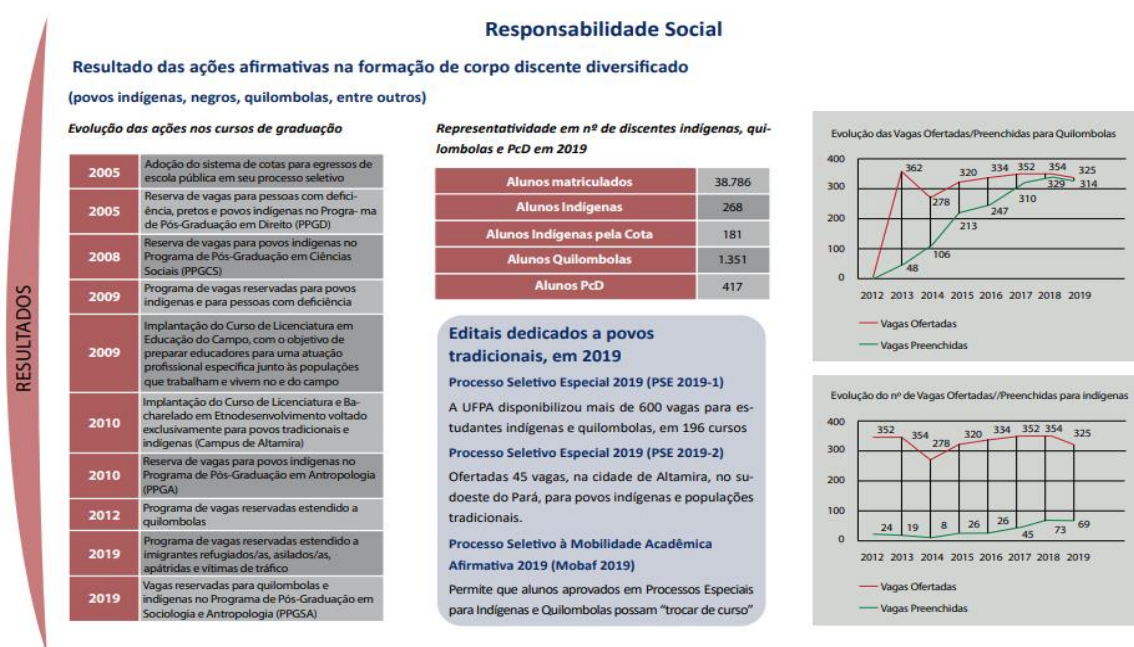 Responsabilidade Social
Resultado das ações afirmativas na formação de corpo discente diversificado
(povos indígenas, negros, quilombolas, entre outros)
RESULTADOS
Evolução das ações nos cursos de graduação
2005
Adoção do sistema de cotas para egressos de
escola pública em seu processo seletivo
2005
Reserva de vagas para pessoas com defici-
ência, pretos e povos indígenas no Progra- ma
de Pós-Graduação em Direito (PPGD)
2008
Reserva de vagas para povos indígenas no
Programa de Pós-Graduação em Ciências
Sociais (PPGCS)
2009
Programa de vagas reservadas para povos
indígenas e para pessoas com deficiência
2009
Implantação do Curso de Licenciatura em
Educação do Campo, com o objetivo de
preparar educadores para uma atuação
profissional específica junto às populações
que trabalham e vivem no e do campo
2010
Implantação do Curso de Licenciatura e Ba-
charelado em Etnodesenvolvimento voltado
exclusivamente para povos tradicionais e
indígenas (Campus de Altamira)
2010
Reserva de vagas para povos indígenas no
Programa de Pós-Graduação em Antropologia
(PPGA)
2012
Programa de vagas reservadas estendido a
quilombolas
2019
Programa de vagas reservadas estendido a
imigrantes refugiados/as, asilados/as,
apátridas e vítimas de tráfico
2019
Vagas reservadas para quilombolas e
indígenas no Programa de Pós-Graduação em
Sociologia e Antropologia (PPGSA)
Representatividade em nº de discentes indígenas, qui-
lombolas e PcD em 2019
Alunos matriculados 38.786
Alunos Indígenas 268
Alunos Indígenas pela Cota 181
Alunos Quilombolas 1.351
Alunos PcD 417
Editais dedicados a povos
tradicionais, em 2019
Processo Seletivo Especial 2019 (PSE 2019-1)
A UFPA disponibilizou mais de 600 vagas para es-
tudantes indígenas e quilombolas, em 196 cursos
Processo Seletivo Especial 2019 (PSE 2019-2)
Ofertadas 45 vagas, na cidade de Altamira, no su-
doeste do Pará, para povos indígenas e populações
tradicionais.
Processo Seletivo à Mobilidade Acadêmica
Afirmativa 2019 (Mobaf 2019)
Permite que alunos aprovados em Processos Especiais
para Indígenas e Quilombolas possam "trocar de curso"
Evolução das Vagas Ofertadas/Preenchidas para Quilombolas
400
300
200
100
0
362 278 320 334 352 354 325
48 106 213 247 310 329 314
2012 2013 2014 2015 2016 2017 2018 2019
Vagas Ofertadas
Vagas Preenchidas
Evolução do nº de Vagas Ofertadas//Preenchidas para indígenas
400
300
200
100
0
352 354 278 320 334 352 354 325
24 19 8 26 26 45 73 69
2012 2013 2014 2015 2016 2017 2018 2019
Vagas Ofertadas
Vagas Preenchidas